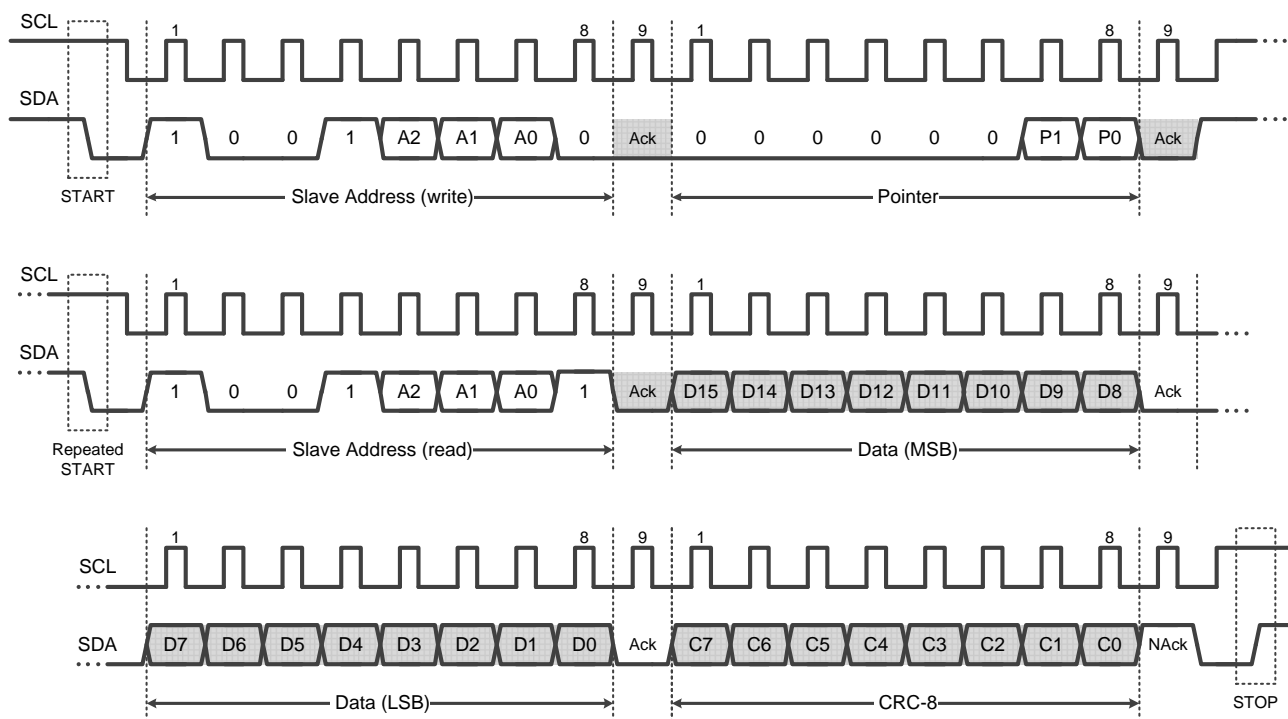 SCL 1 8 9 1 8 9
SDA 1 0 0 1 A2 A1 A0 0 Ack 0 0 0 0 0 0 P1 P0 Ack
START Slave Address (write) Pointer
SCL 1 8 9 1 8 9
SDA 1 0 0 1 A2 A1 A0 1 Ack D15 D14 D13 D12 D11 D10 D9 D8 Ack
Repeated
START
Slave Address (read) Data (MSB)
SCL 1 8 9 1 8 9
SDA D7 D6 D5 D4 D3 D2 D1 D0 Ack C7 C6 C5 C4 C3 C2 C1 C0 NAck
Data (LSB) CRC-8 STOP